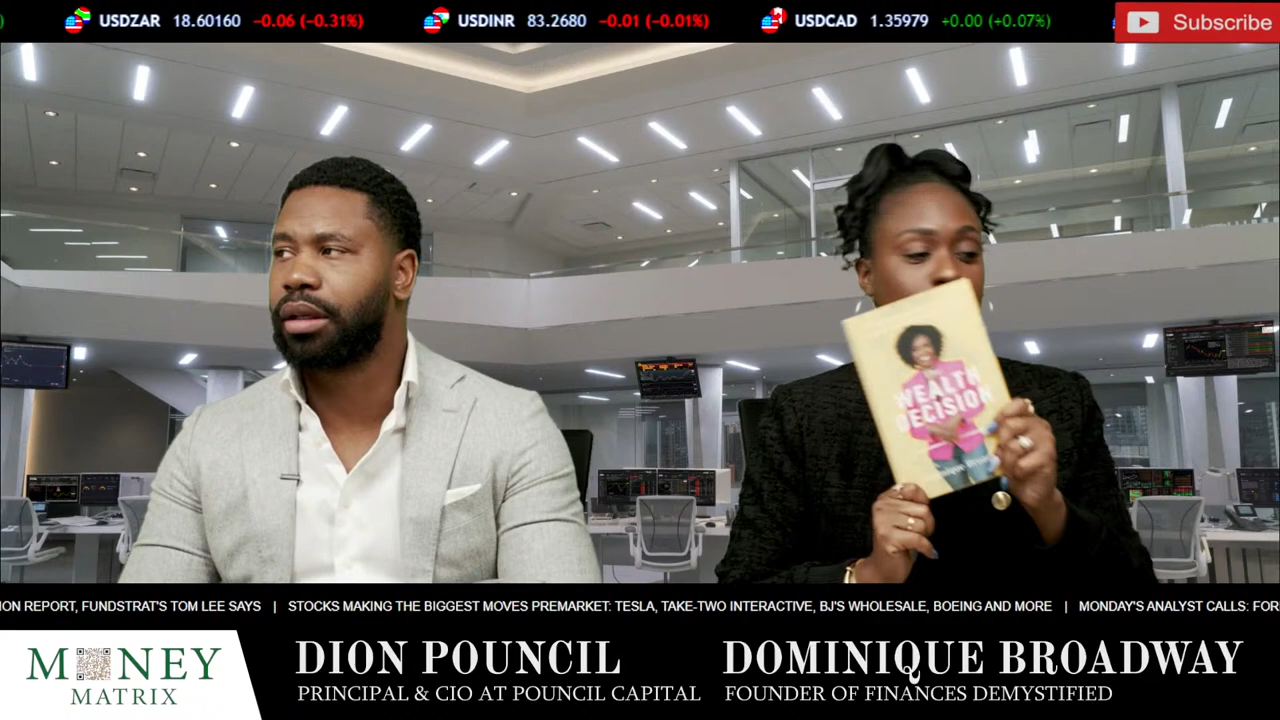 USDZAR 18.60160 −0.06 (−0.31%) USDINR 83.2680 −0.01 (−0.01%) USDCAD 1.35979 +0.00 (+0.07%) Subscribe
WEALTH
DECISION
ION REPORT, FUNDSTRAT'S TOM LEE SAYS | STOCKS MAKING THE BIGGEST MOVES PREMARKET: TESLA, TAKE-TWO INTERACTIVE, BJ'S WHOLESALE, BOEING AND MORE | MONDAY'S ANALYST CALLS: FOR
MONEY
MATRIX
DION POUNCIL
PRINCIPAL & CIO AT POUNCIL CAPITAL
DOMINIQUE BROADWAY
FOUNDER OF FINANCES DEMYSTIFIED